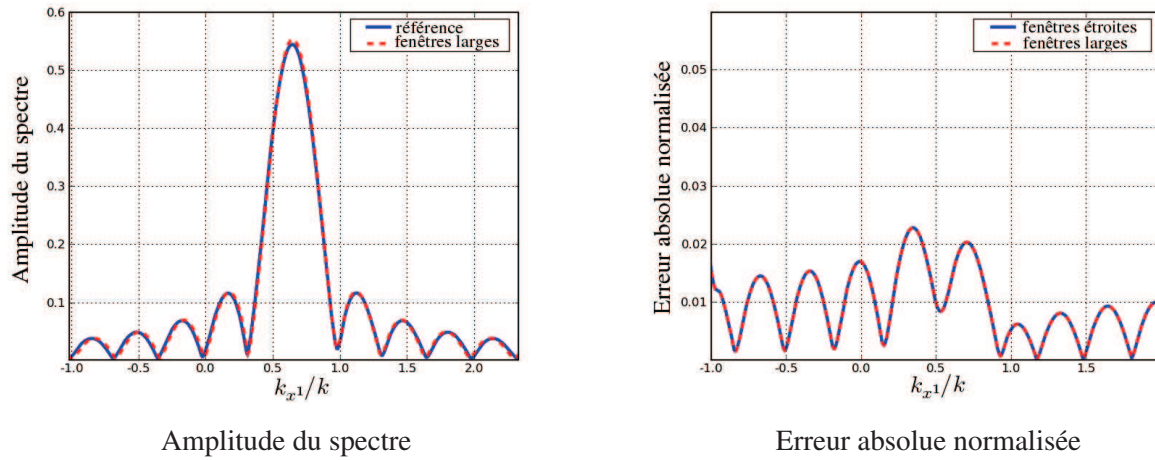 0.6
0.5
0.4
0.3
0.2
0.1
-1.0 -0.5 0.0 0.5 1.0 1.5 2.0
Amplitude du spectre
k_{x^1}/k
référence
fenêtres larges
Amplitude du spectre
0.05
0.04
0.03
0.02
0.01
-1.0 -0.5 0.0 0.5 1.0 1.5
Erreur absolue normalisée
k_{x^1}/k
fenêtres étroites
fenêtres larges
Erreur absolue normalisée